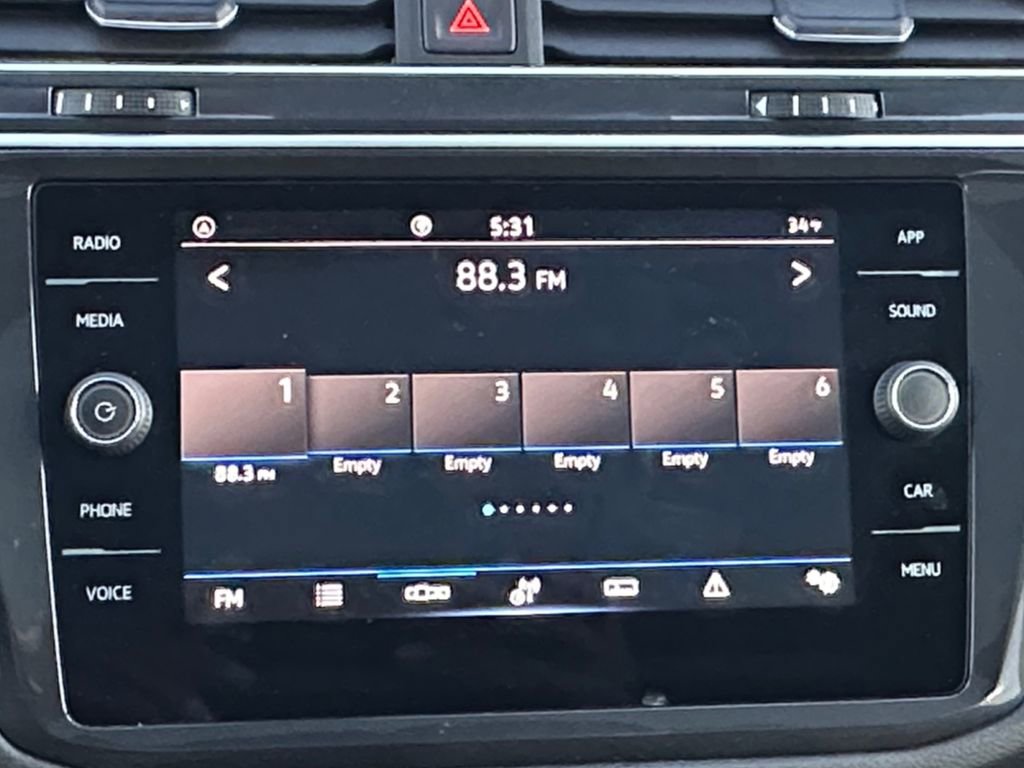 RADIO
MEDIA
PHONE
VOICE
5:31
34°F
88.3 FM
1 2 3 4 5 6
88.3 FM Empty Empty Empty Empty Empty
FM
APP
SOUND
CAR
MENU